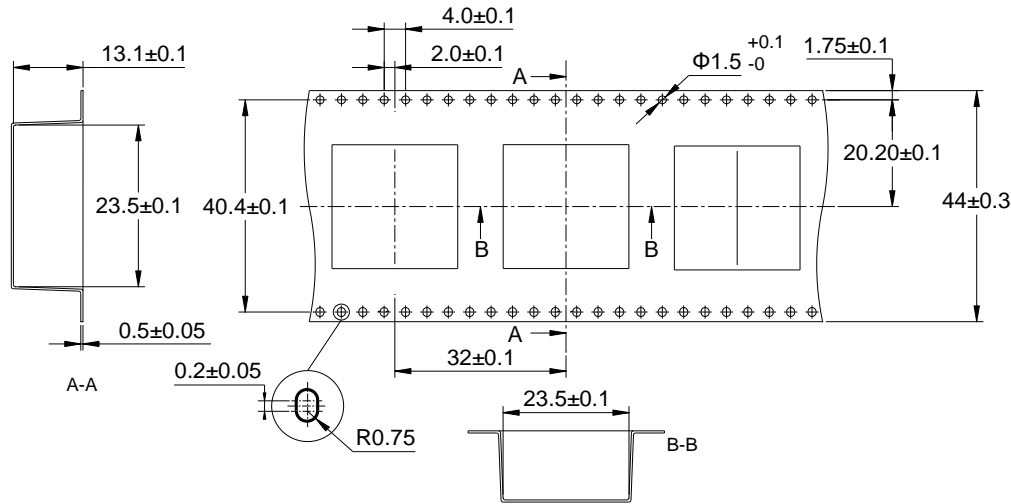 4.0±0.1
13.1±0.1
2.0±0.1
A
Φ1.5 +0.1 -0
1.75±0.1
20.20±0.1
23.5±0.1
40.4±0.1
44±0.3
B
B
0.5±0.05
A
32±0.1
A-A
0.2±0.05
23.5±0.1
R0.75
B-B